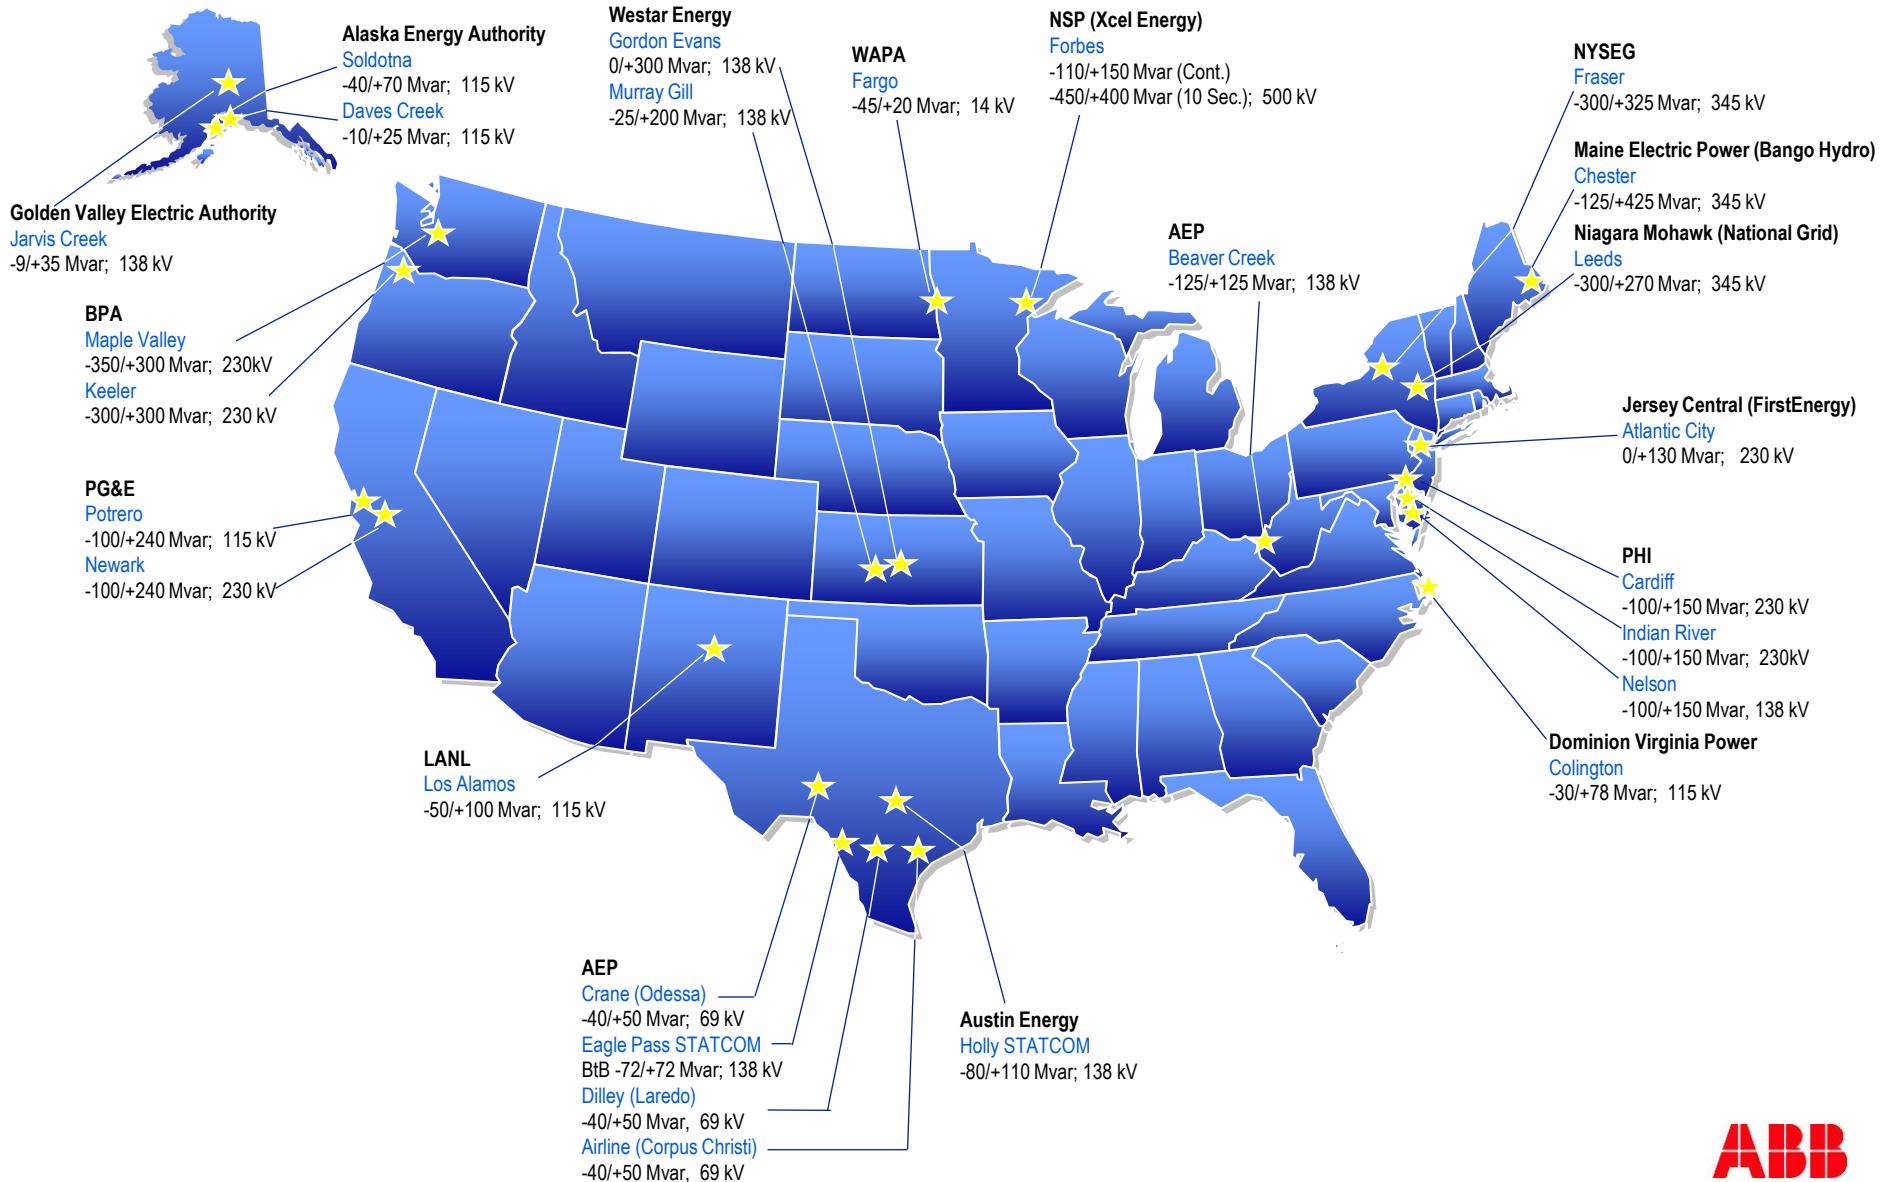 Alaska Energy Authority
Soldotna
-40/+70 Mvar; 115 kV
Daves Creek
-10/+25 Mvar; 115 kV
Golden Valley Electric Authority
Jarvis Creek
-9/+35 Mvar; 138 kV
BPA
Maple Valley
-350/+300 Mvar; 230kV
Keeler
-300/+300 Mvar; 230 kV
PG&E
Potrero
-100/+240 Mvar; 115 kV
Newark
-100/+240 Mvar; 230 kV
LANL
Los Alamos
-50/+100 Mvar; 115 kV
Westar Energy
Gordon Evans
0/+300 Mvar; 138 kV
Murray Gill
-25/+200 Mvar; 138 kV
WAPA
Fargo
-45/+20 Mvar; 14 kV
NSP (Xcel Energy)
Forbes
-110/+150 Mvar (Cont.)
-450/+400 Mvar (10 Sec.); 500 kV
AEP
Beaver Creek
-125/+125 Mvar; 138 kV
NYSEG
Fraser
-300/+325 Mvar; 345 kV
Maine Electric Power (Bango Hydro)
Chester
-125/+425 Mvar; 345 kV
Niagara Mohawk (National Grid)
Leeds
-300/+270 Mvar; 345 kV
Jersey Central (FirstEnergy)
Atlantic City
0/+130 Mvar; 230 kV
PHI
Cardiff
-100/+150 Mvar; 230 kV
Indian River
-100/+150 Mvar; 230kV
Nelson
-100/+150 Mvar, 138 kV
Dominion Virginia Power
Colington
-30/+78 Mvar; 115 kV
AEP
Crane (Odessa)
-40/+50 Mvar; 69 kV
Eagle Pass STATCOM
BtB -72/+72 Mvar; 138 kV
Dilley (Laredo)
-40/+50 Mvar, 69 kV
Airline (Corpus Christi)
-40/+50 Mvar, 69 kV
Austin Energy
Holly STATCOM
-80/+110 Mvar; 138 kV
ABB